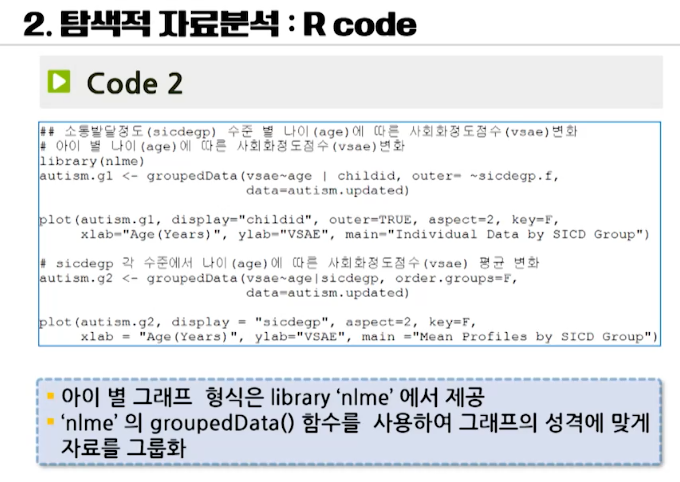 2. 탐색적 자료분석 : R code
Code 2
## 소통발달정도(sicdegp) 수준 별 나이(age)에 따른 사회화정도점수(vsae)변화
# 아이 별 나이(age)에 따른 사회화정도점수(vsae)변화
library(nlme)
autism.g1 <- groupedData(vsae~age | childid, outer= ~sicdegp.f,
data=autism.updated)
plot(autism.g1, display="childid", outer=TRUE, aspect=2, key=F,
xlab="Age(Years)", ylab="VSAE", main="Individual Data by SICD Group")
# sicdegp 각 수준에서 나이(age)에 따른 사회화정도점수(vsae) 평균 변화
autism.g2 <- groupedData(vsae~age|sicdegp, order.groups=F,
data=autism.updated)
plot(autism.g2, display = "sicdegp", aspect=2, key=F,
xlab = "Age(Years)", ylab="VSAE", main ="Mean Profiles by SICD Group")
아이 별 그래프 형식은 library ‘nlme’ 에서 제공
‘nlme’ 의 groupedData() 함수를 사용하여 그래프의 성격에 맞게
자료를 그룹화